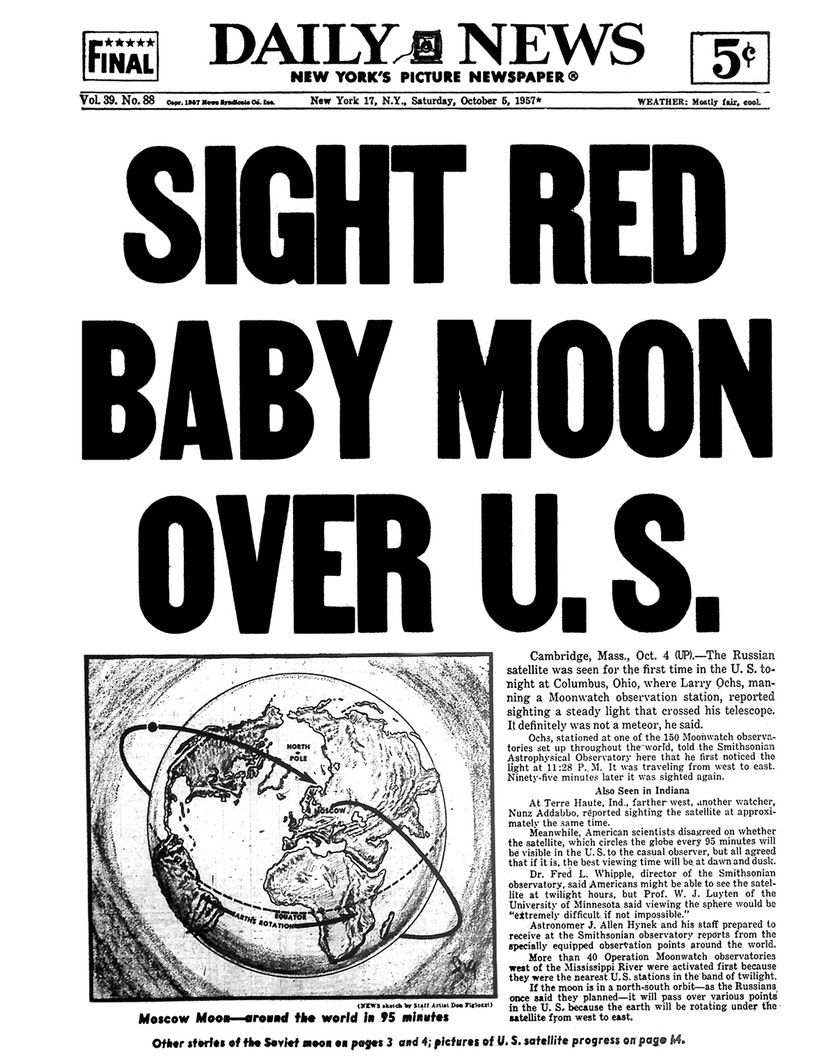 ★★★★★
FINAL
DAILY NEWS
NEW YORK'S PICTURE NEWSPAPER®
5¢
Vol. 39. No. 88 Copr. 1957 News Syndicate Co. Inc. New York 17, N.Y., Saturday, October 5, 1957* WEATHER: Mostly fair, cool.
SIGHT RED
BABY MOON
OVER U. S.
NORTH
POLE
MOSCOW
EQUATOR
EARTH'S ROTATION
(NEWS sketch by Staff Artist Don Figlozzi)
Moscow Moon—around the world in 95 minutes
Cambridge, Mass., Oct. 4 (UP).—The Russian
satellite was seen for the first time in the U. S. to-
night at Columbus, Ohio, where Larry Ochs, man-
ning a Moonwatch observation station, reported
sighting a steady light that crossed his telescope.
It definitely was not a meteor, he said.
Ochs, stationed at one of the 150 Moonwatch observa-
tories set up throughout the world, told the Smithsonian
Astrophysical Observatory here that he first noticed the
light at 11:28 P. M. It was traveling from west to east.
Ninety-five minutes later it was sighted again.
Also Seen in Indiana
At Terre Haute, Ind., farther west, another watcher,
Nunz Addabbo, reported sighting the satellite at approxi-
mately the same time.
Meanwhile, American scientists disagreed on whether
the satellite, which circles the globe every 95 minutes will
be visible in the U. S. to the casual observer, but all agreed
that if it is, the best viewing time will be at dawn and dusk.
Dr. Fred L. Whipple, director of the Smithsonian
observatory, said Americans might be able to see the satel-
lite at twilight hours, but Prof. W. J. Luyten of the
University of Minnesota said viewing the sphere would be
"extremely difficult if not impossible."
Astronomer J. Allen Hynek and his staff prepared to
receive at the Smithsonian observatory reports from the
specially equipped observation points around the world.
More than 40 Operation Moonwatch observatories
west of the Mississippi River were activated first because
they were the nearest U. S. stations in the band of twilight.
If the moon is in a north-south orbit—as the Russians
once said they planned—it will pass over various points
in the U. S. because the earth will be rotating under the
satellite from west to east.
Other stories of the Soviet moon on pages 3 and 4; pictures of U. S. satellite progress on page